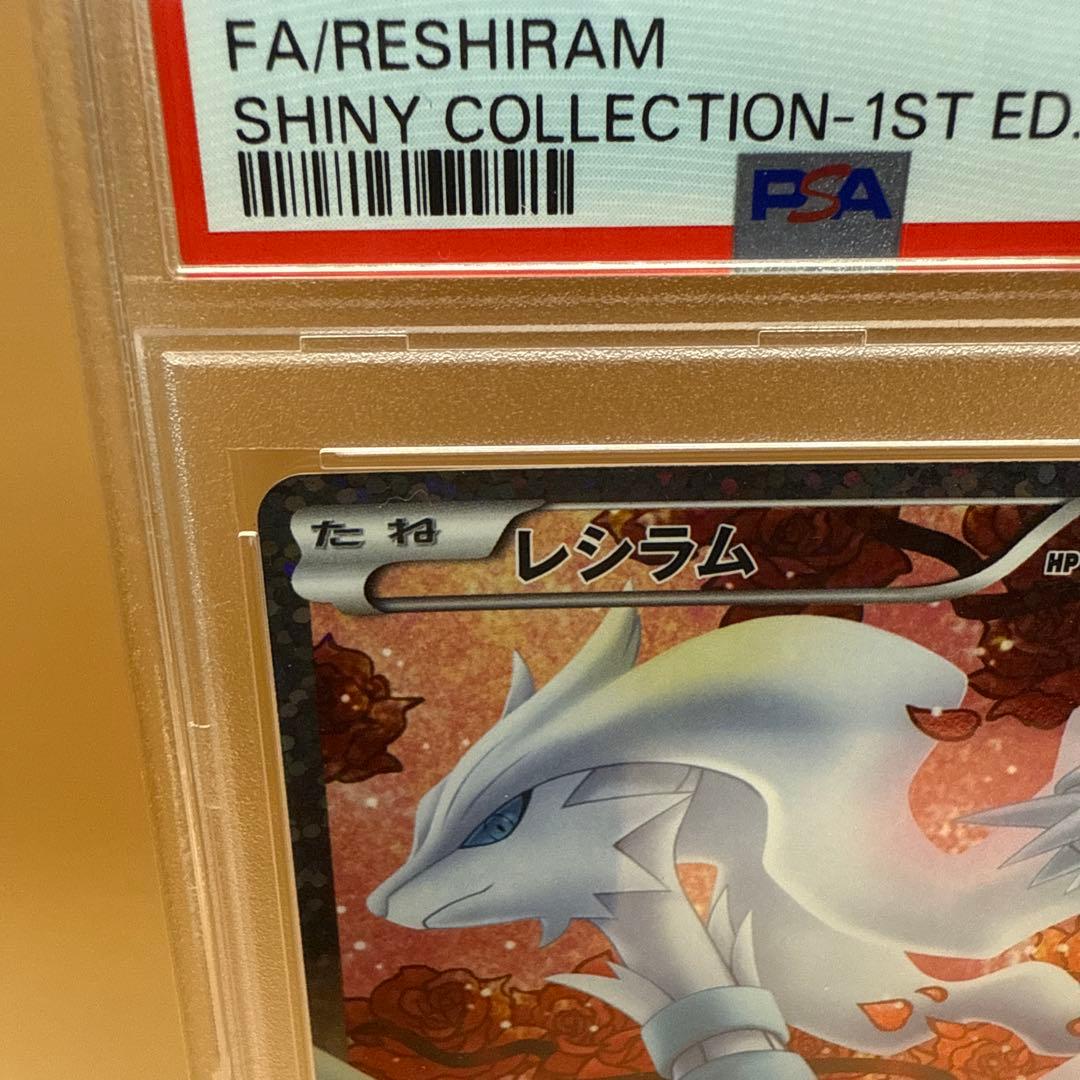 FA/RESHIRAM
SHINY COLLECTION-1ST ED.
PSA
たね
レシラム
HP